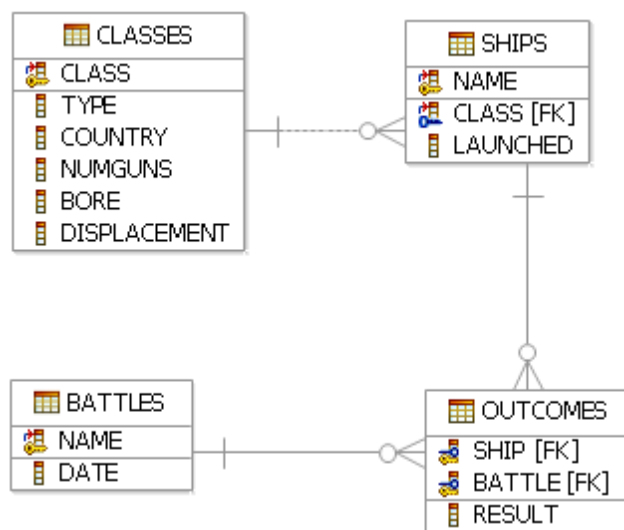 CLASSES
CLASS
TYPE
COUNTRY
NUMGUNS
BORE
DISPLACEMENT
SHIPS
NAME
CLASS [FK]
LAUNCHED
BATTLES
NAME
DATE
OUTCOMES
SHIP [FK]
BATTLE [FK]
RESULT